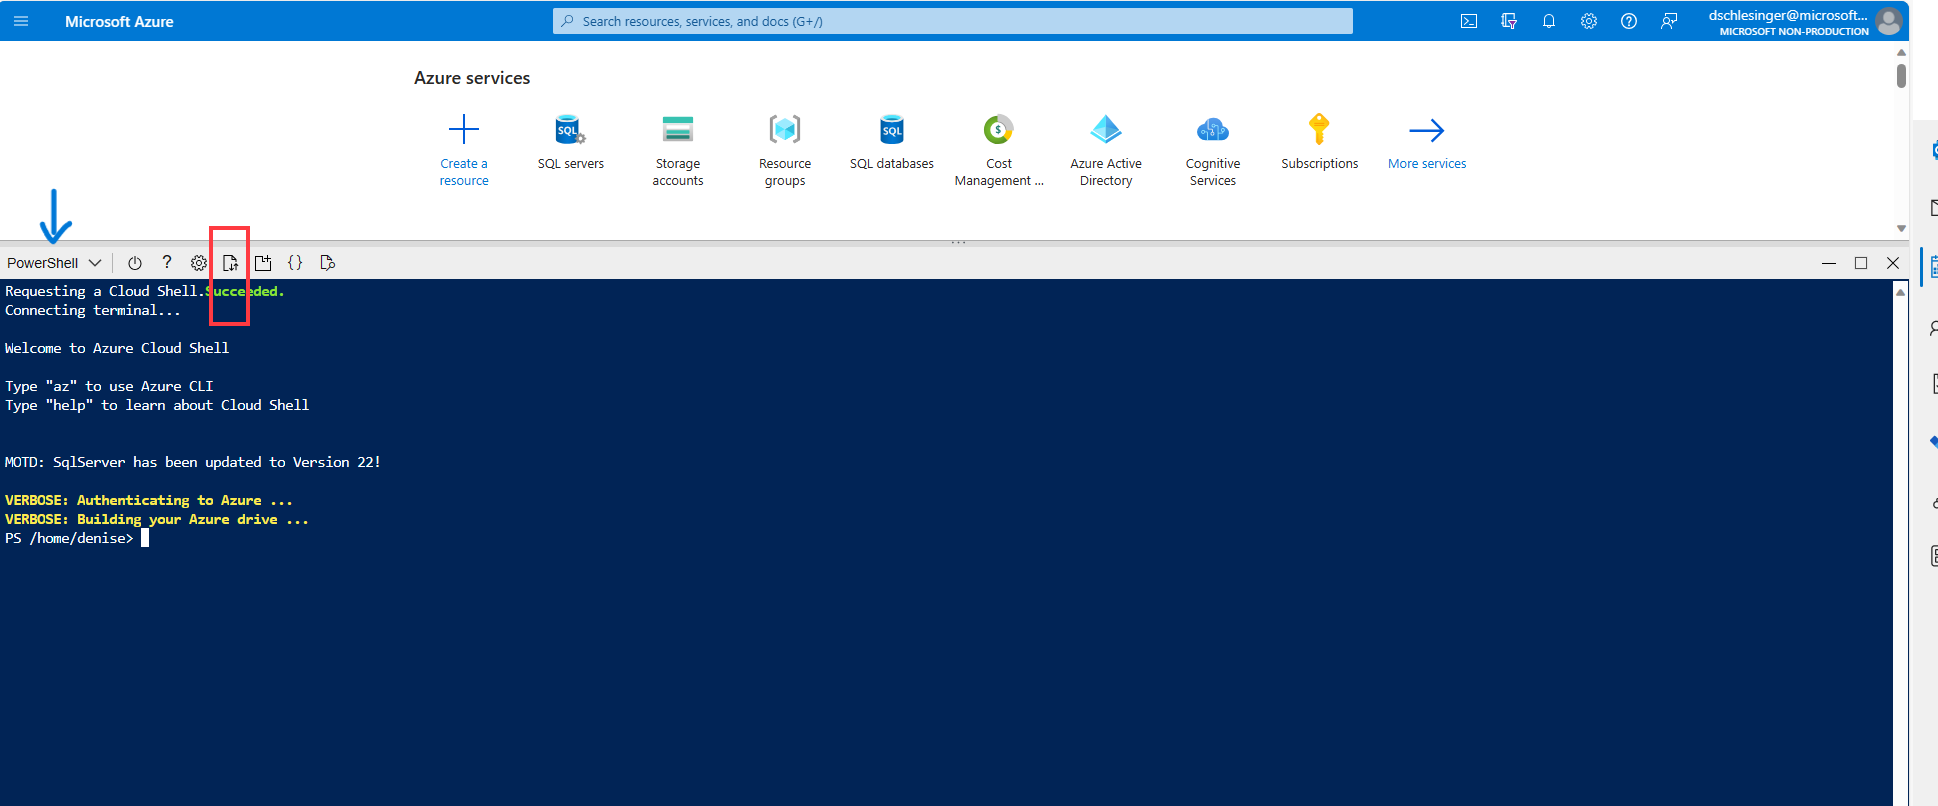 Microsoft Azure
Search resources, services, and docs (G+/)
dschlesinger@microsoft...
MICROSOFT NON-PRODUCTION
Azure services
Create a resource
SQL servers
Storage accounts
Resource groups
SQL databases
Cost Management ...
Azure Active Directory
Cognitive Services
Subscriptions
More services
PowerShell
Requesting a Cloud Shell.Succeeded.
Connecting terminal...
Welcome to Azure Cloud Shell
Type "az" to use Azure CLI
Type "help" to learn about Cloud Shell
MOTD: SqlServer has been updated to Version 22!
VERBOSE: Authenticating to Azure ...
VERBOSE: Building your Azure drive ...
PS /home/denise>